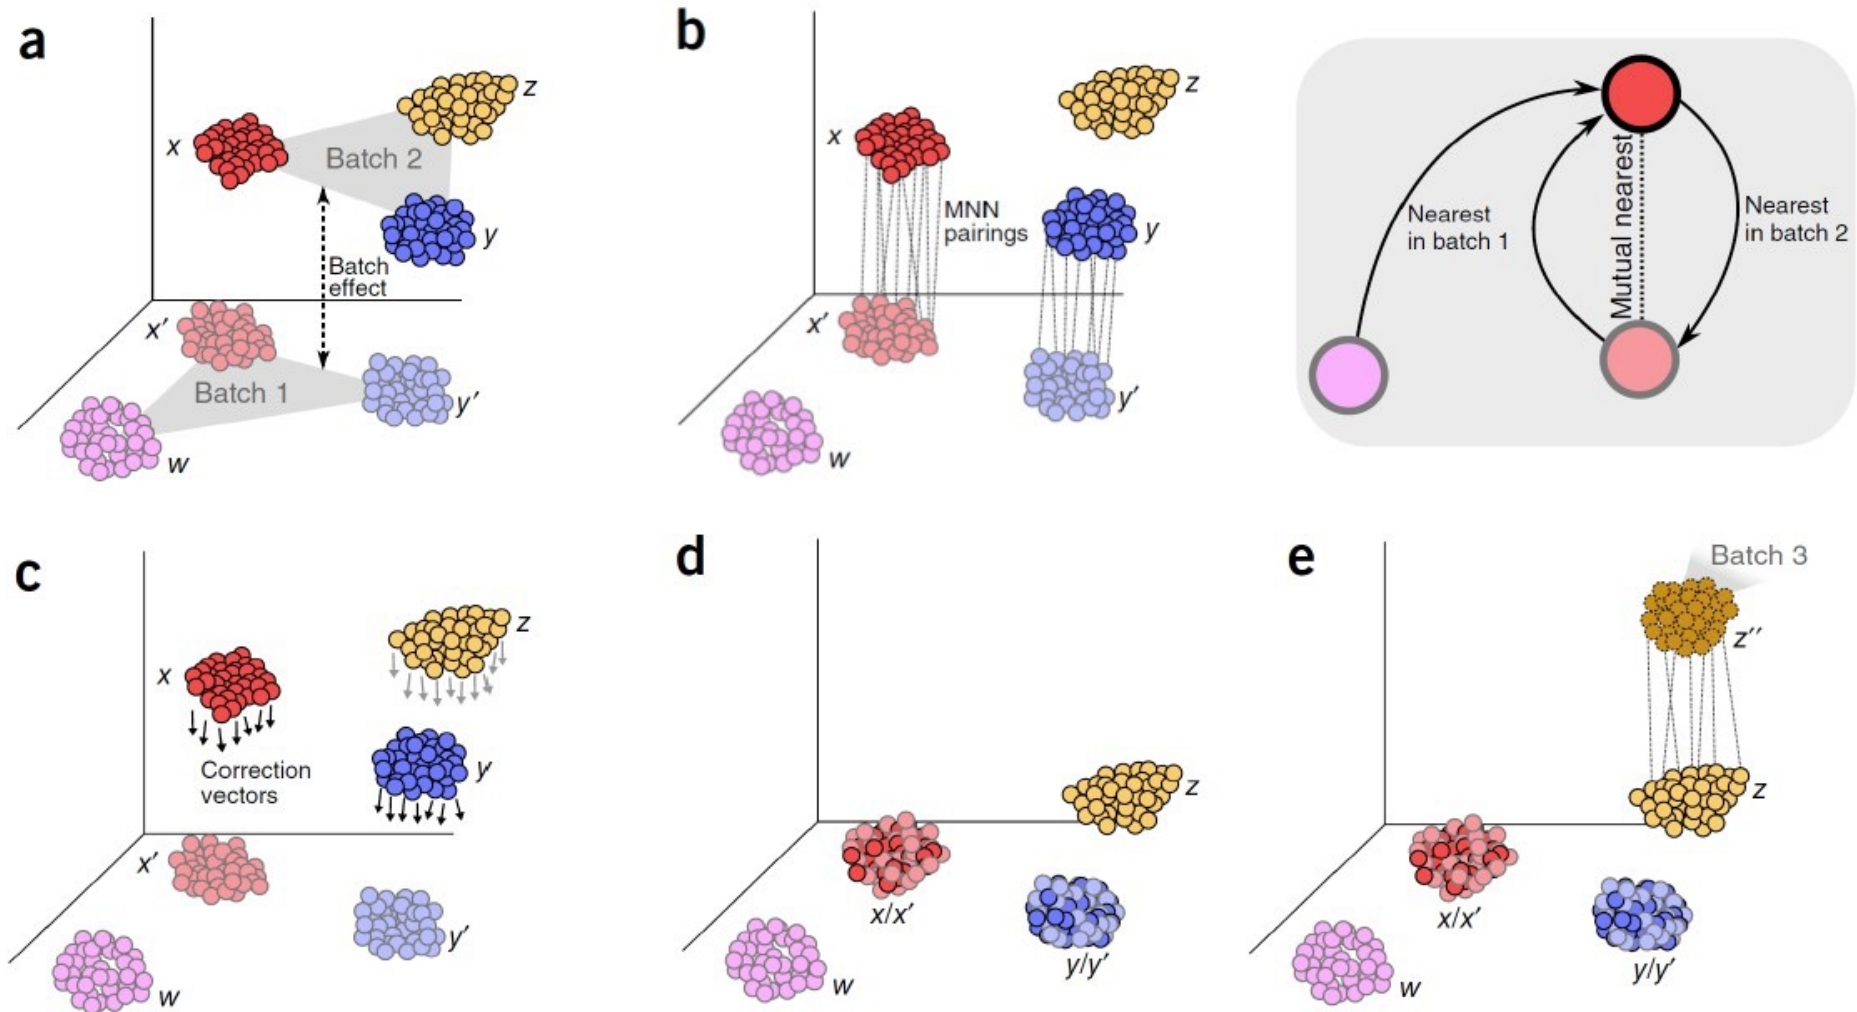 a
z
x
Batch 2
y
Batch
effect
x′
Batch 1
y′
w
b
z
x
MNN
pairings
y
x′
y′
w
Nearest
in batch 1
Mutual nearest
Nearest
in batch 2
c
z
x
y
Correction
vectors
x′
y′
w
d
z
x/x′
y/y′
w
e
Batch 3
z′′
z
x/x′
y/y′
w